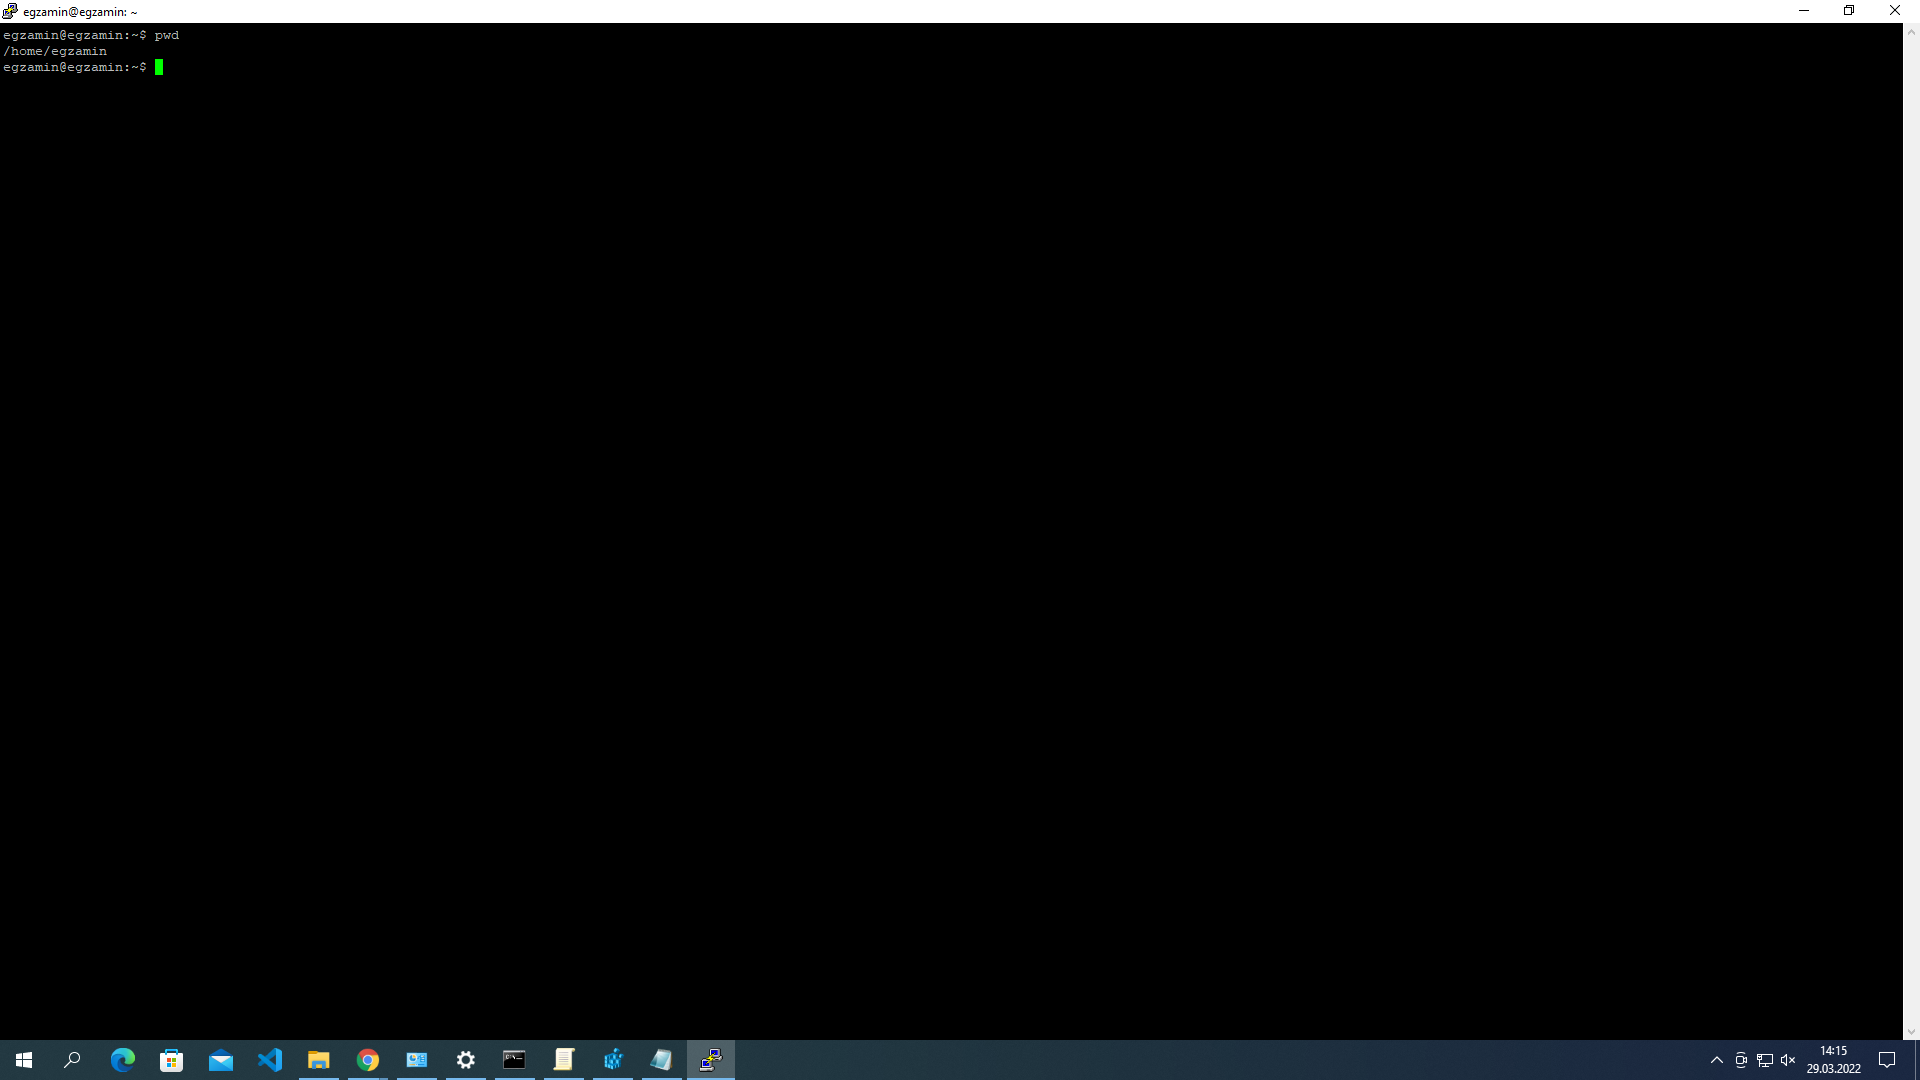 egzamin@egzamin: ~
egzamin@egzamin:~$ pwd
/home/egzamin
egzamin@egzamin:~$
14:15
29.03.2022